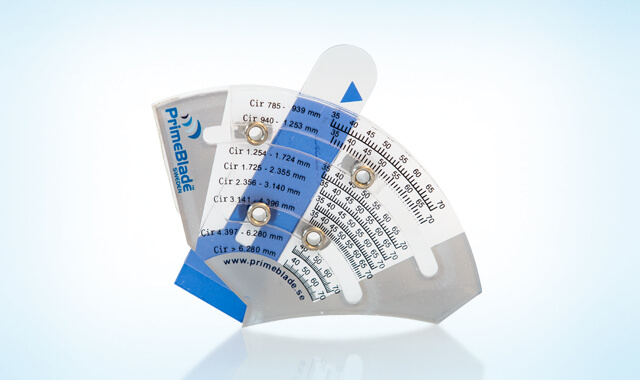 PrimeBlade
SWEDEN
Cir 785 - 939 mm
Cir 940 - 1.253 mm
Cir 1.254 - 1.724 mm
Cir 1.725 - 2.355 mm
Cir 2.356 - 3.140 mm
Cir 3.141 - 4.396 mm
Cir 4.397 - 6.280 mm
Cir > 6.280 mm
www.primeblade.se
35 40 45 50 55 60 65 70